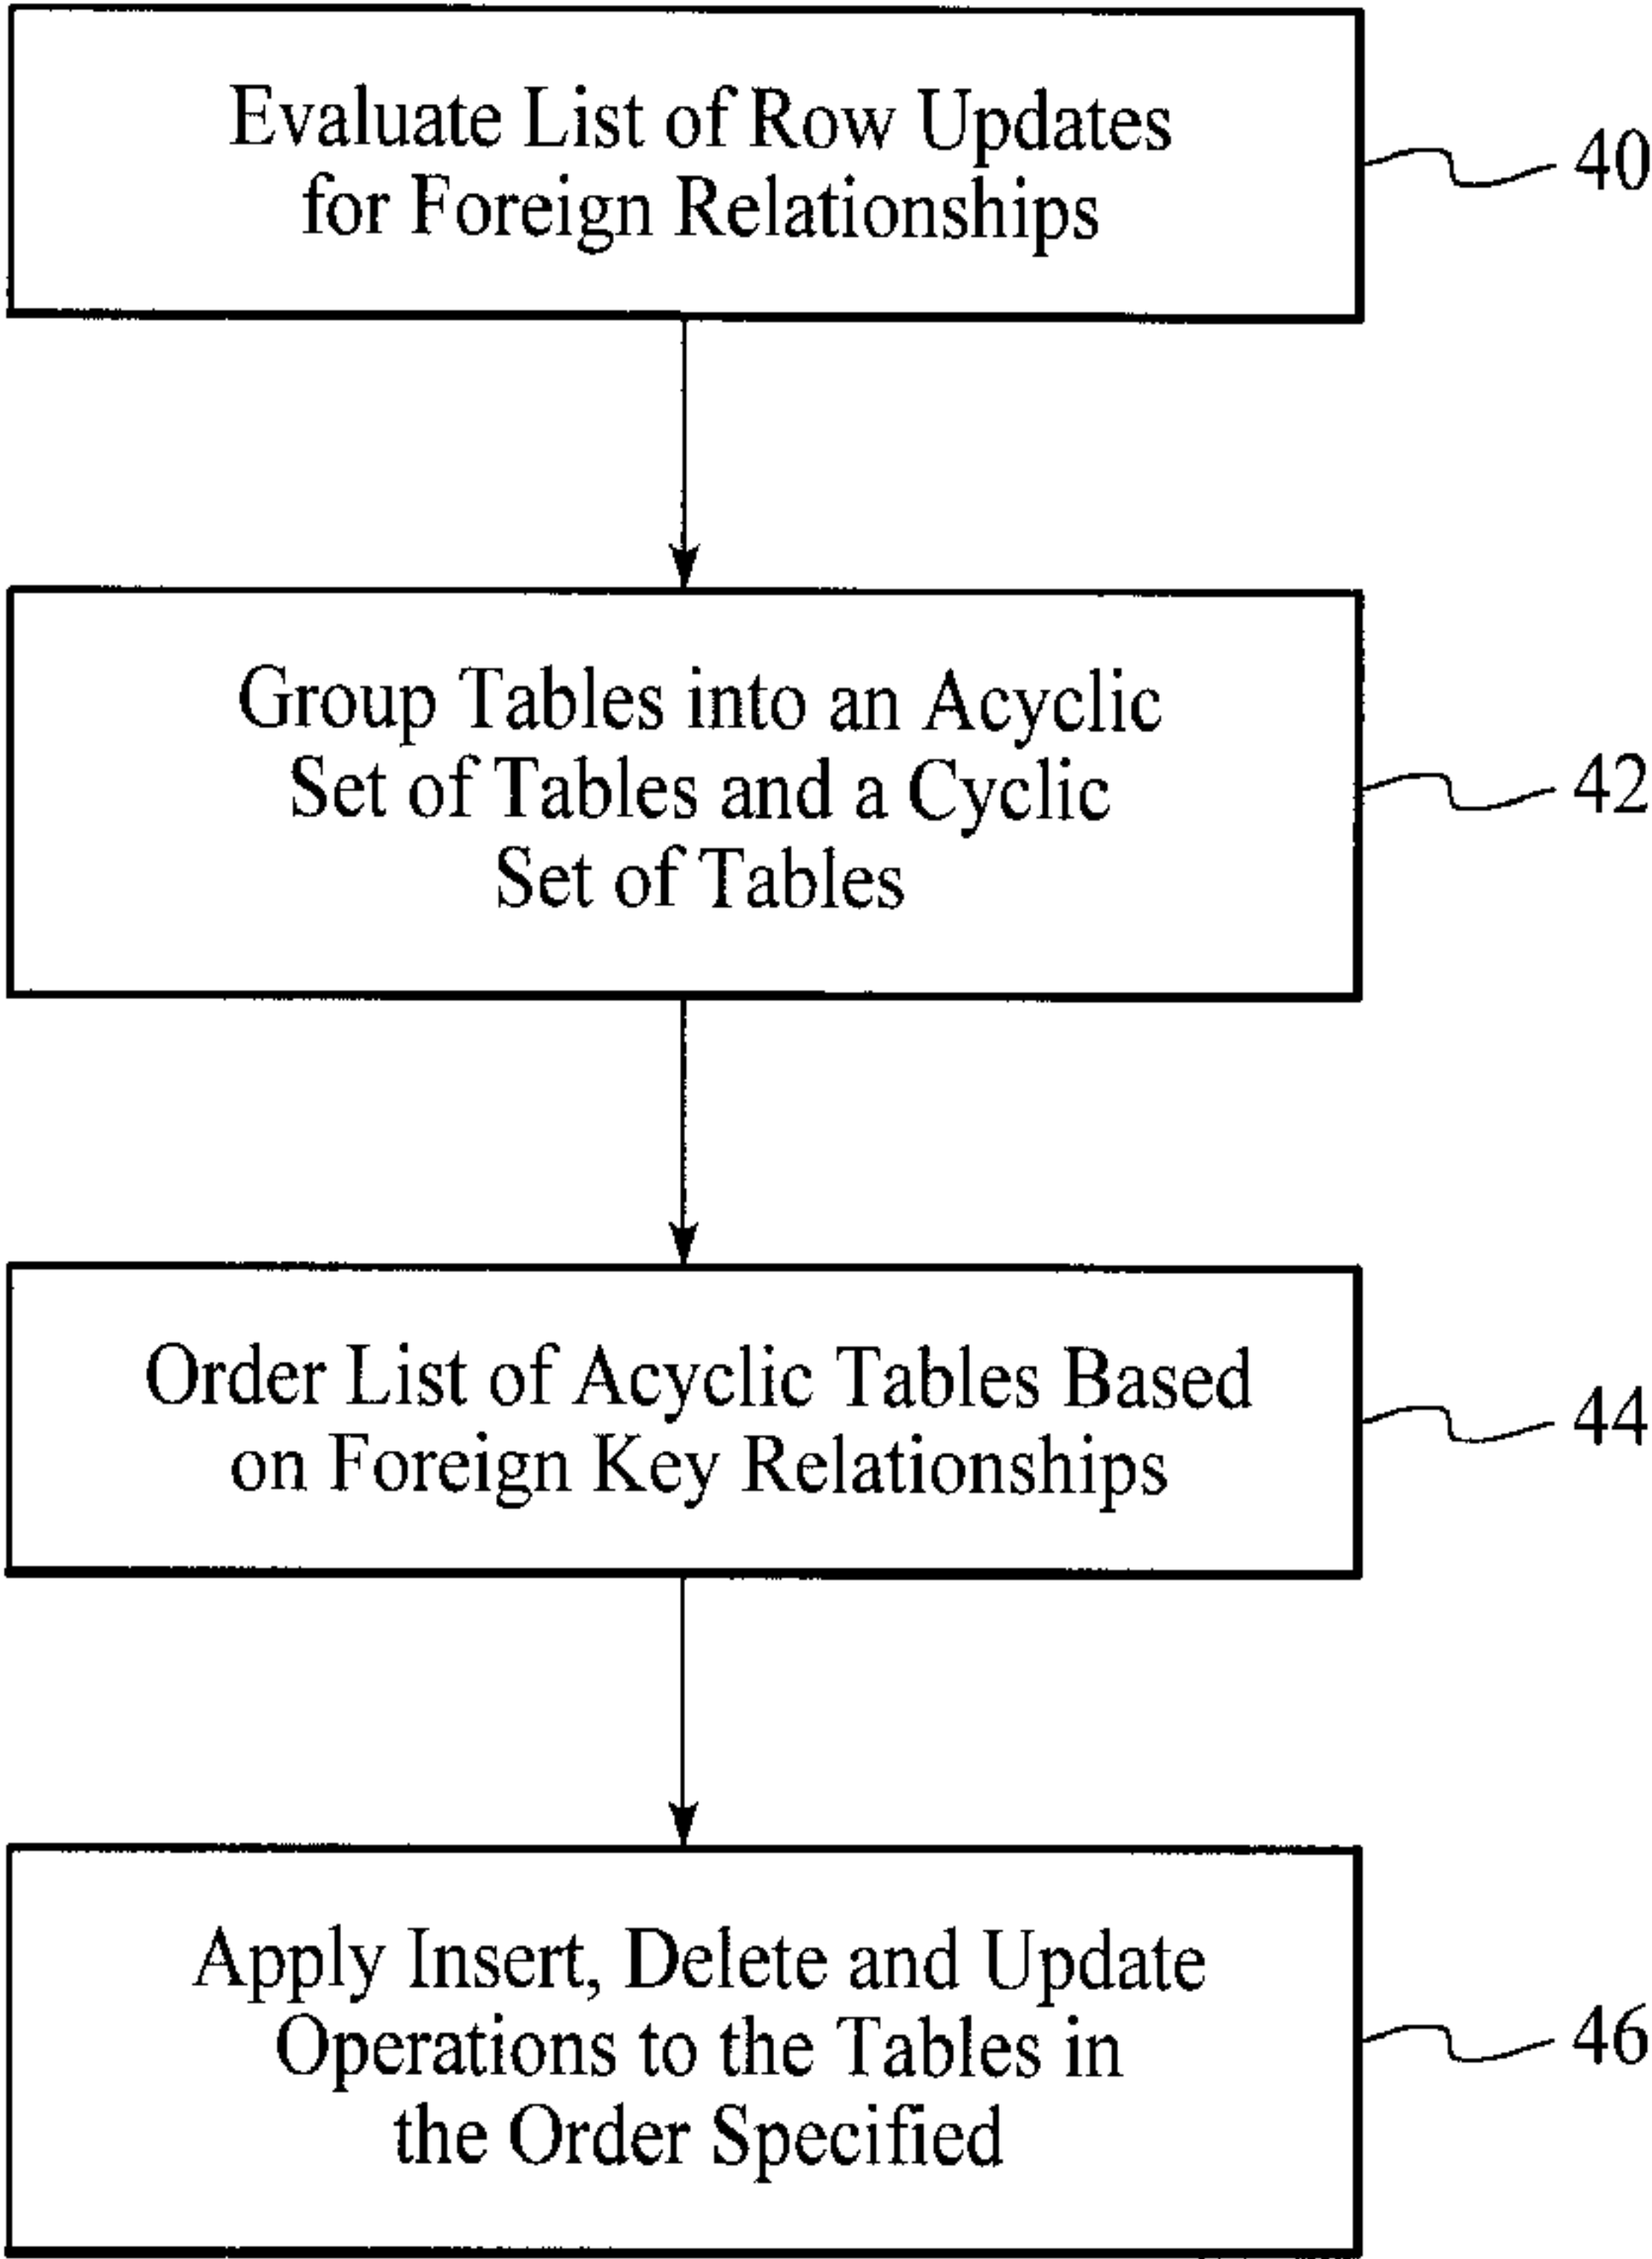 Evaluate List of Row Updates
for Foreign Relationships
40
Group Tables into an Acyclic
Set of Tables and a Cyclic
Set of Tables
42
Order List of Acyclic Tables Based
on Foreign Key Relationships
44
Apply Insert, Delete and Update
Operations to the Tables in
the Order Specified
46